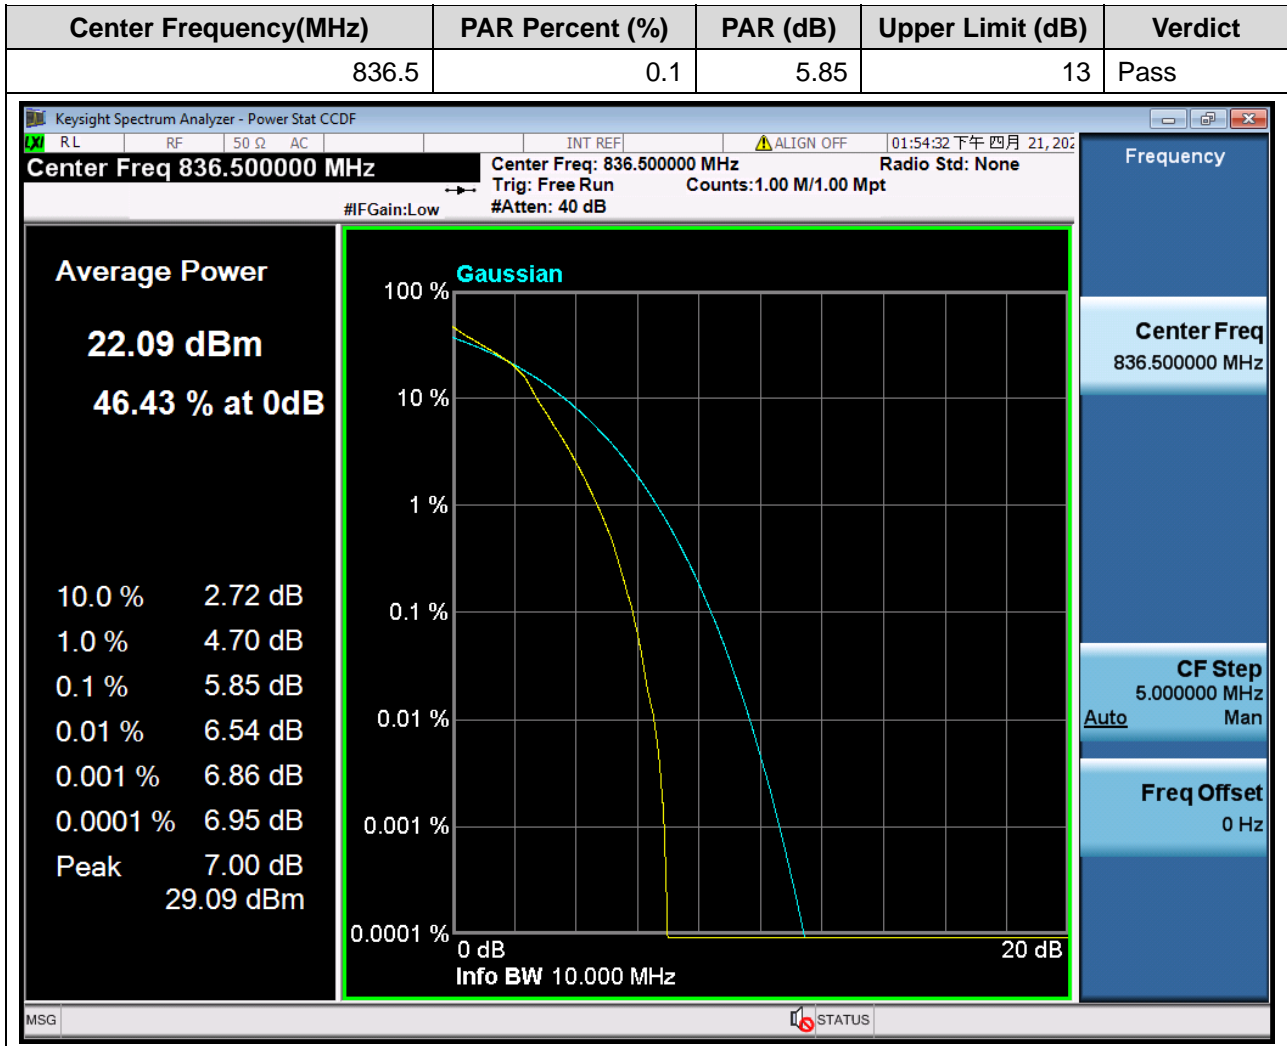 Center Frequency(MHz) PAR Percent (%) PAR (dB) Upper Limit (dB) Verdict
836.5 0.1 5.85 13 Pass
Keysight Spectrum Analyzer - Power Stat CCDF
LXI RL RF 50 Ω AC INT REF ALIGN OFF 01:54:32 下午 四月 21, 202
Center Freq 836.500000 MHz
Center Freq: 836.500000 MHz Radio Std: None
Trig: Free Run Counts:1.00 M/1.00 Mpt
#IFGain:Low #Atten: 40 dB
Average Power
22.09 dBm
46.43 % at 0dB
10.0 % 2.72 dB
1.0 % 4.70 dB
0.1 % 5.85 dB
0.01 % 6.54 dB
0.001 % 6.86 dB
0.0001 % 6.95 dB
Peak 7.00 dB
29.09 dBm
Gaussian
100 %
10 %
1 %
0.1 %
0.01 %
0.001 %
0.0001 %
0 dB 20 dB
Info BW 10.000 MHz
Frequency
Center Freq
836.500000 MHz
CF Step
5.000000 MHz
Auto Man
Freq Offset
0 Hz
MSG STATUS